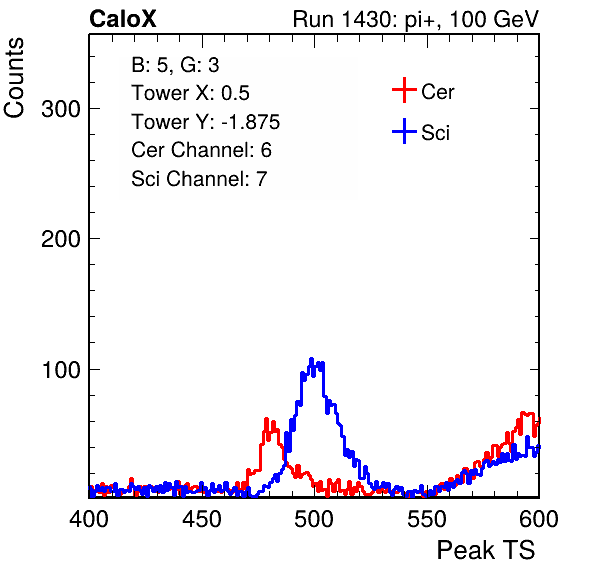 CaloX Run 1430: pi+, 100 GeV
Counts
B: 5, G: 3
Tower X: 0.5
Tower Y: -1.875
Cer Channel: 6
Sci Channel: 7
Cer
Sci
300
200
100
400 450 500 550 600
Peak TS